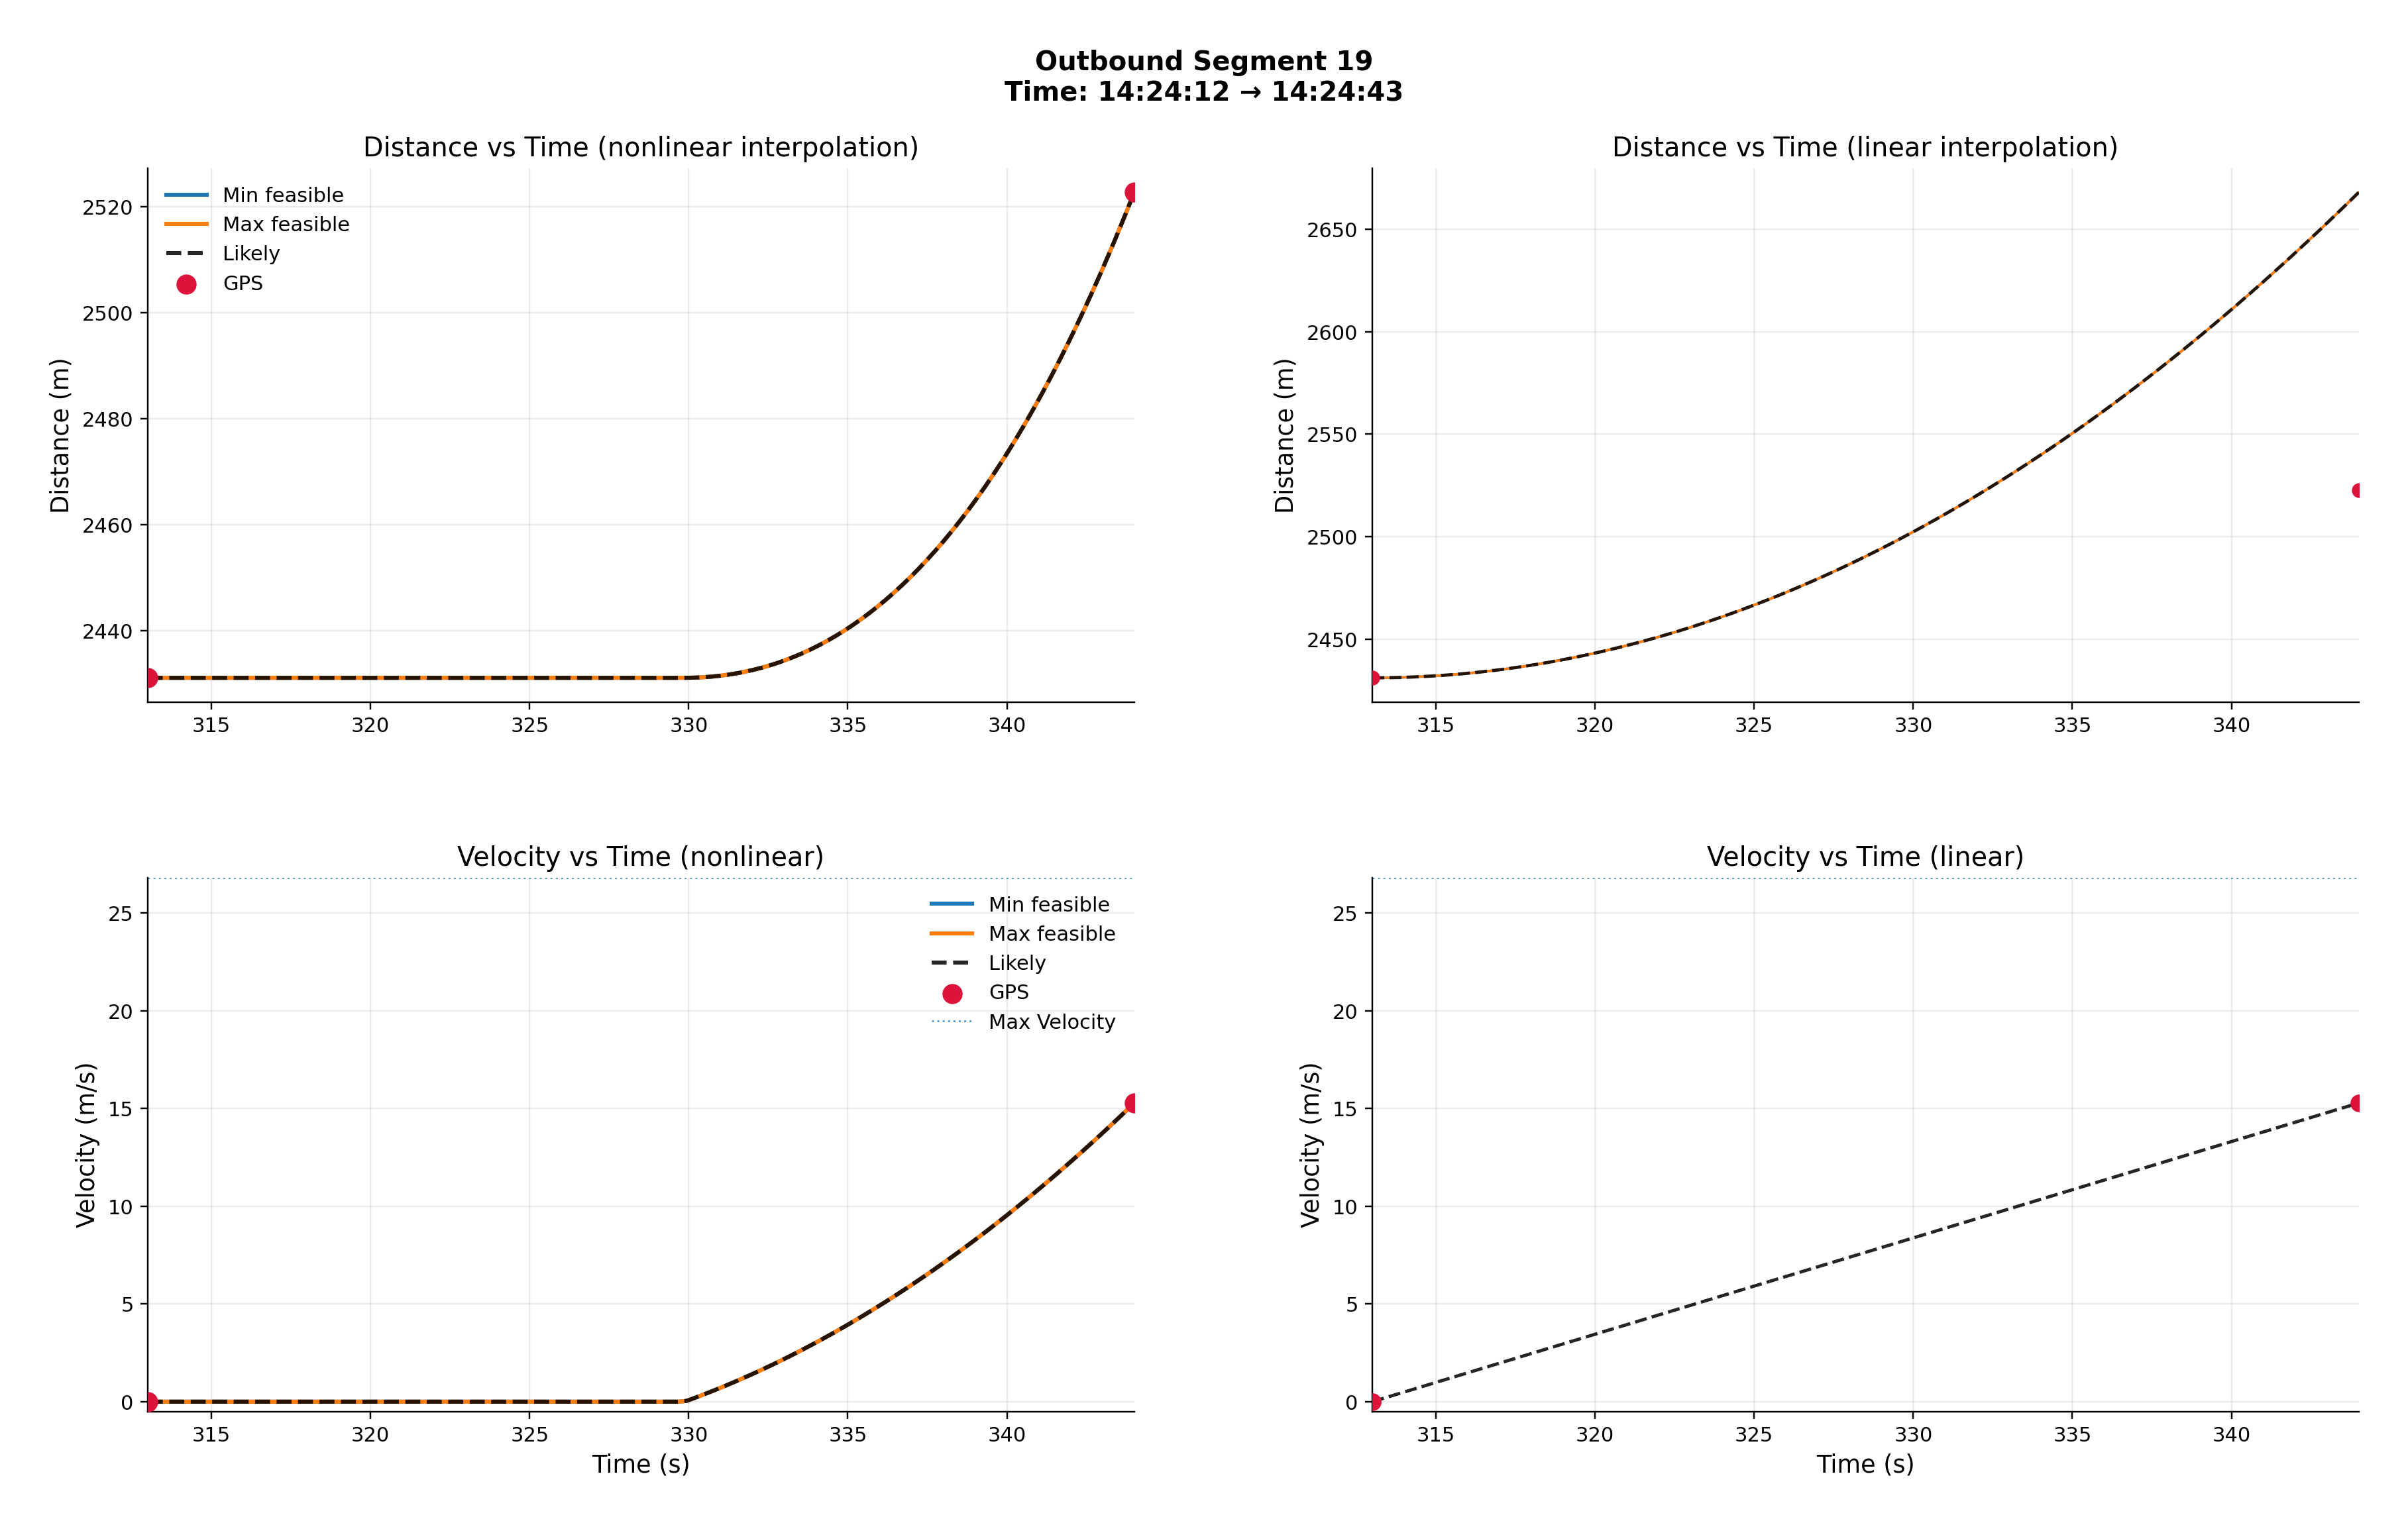 Outbound Segment 19
Time: 14:24:12 → 14:24:43
Distance vs Time (nonlinear interpolation)
Distance (m)
2520
2500
2480
2460
2440
Min feasible
Max feasible
Likely
GPS
315 320 325 330 335 340
Distance vs Time (linear interpolation)
Distance (m)
2650
2600
2550
2500
2450
315 320 325 330 335 340
Velocity vs Time (nonlinear)
Velocity (m/s)
25
20
15
10
5
0
Min feasible
Max feasible
Likely
GPS
Max Velocity
315 320 325 330 335 340
Time (s)
Velocity vs Time (linear)
Velocity (m/s)
25
20
15
10
5
0
315 320 325 330 335 340
Time (s)